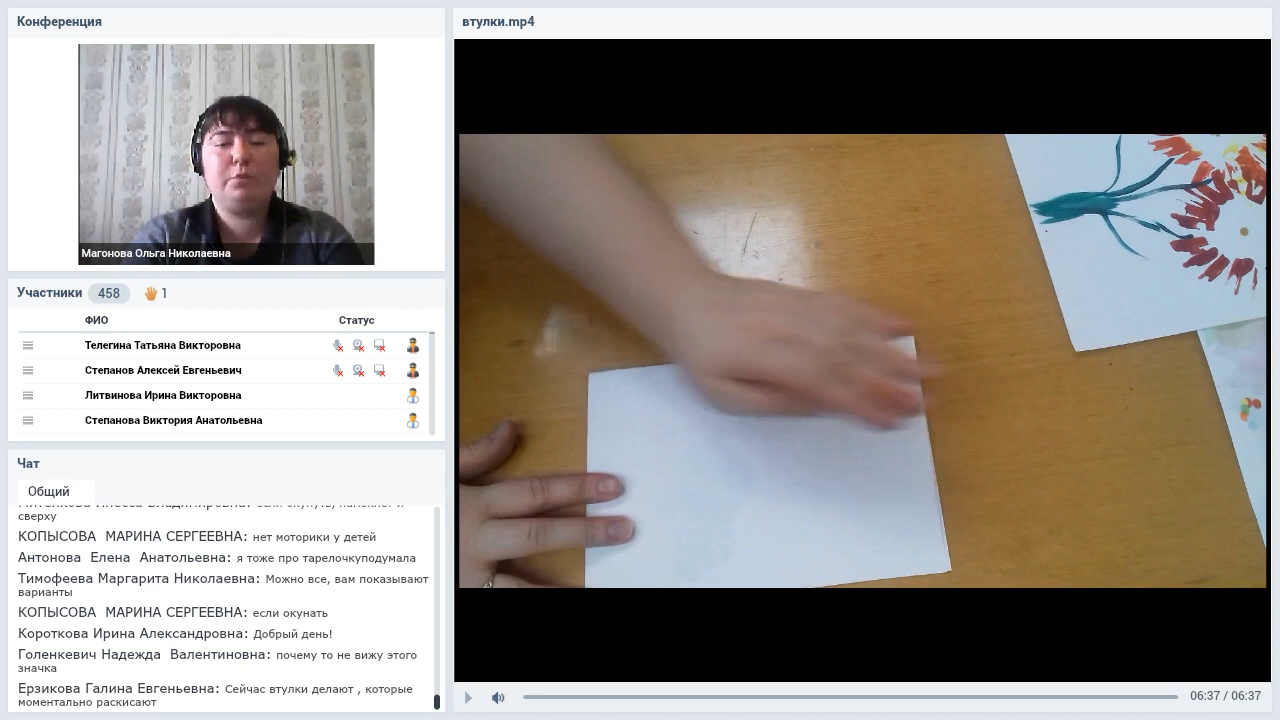 Конференция
Магонова Ольга Николаевна
Участники 458 1
ФИО Статус
Телегина Татьяна Викторовна
Степанов Алексей Евгеньевич
Литвинова Ирина Викторовна
Степанова Виктория Анатольевна
Чат
Общий
сверху
КОПЫСОВА МАРИНА СЕРГЕЕВНА: нет моторики у детей
Антонова Елена Анатольевна: я тоже про тарелочкуподумала
Тимофеева Маргарита Николаевна: Можно все, вам показывают
варианты
КОПЫСОВА МАРИНА СЕРГЕЕВНА: если окунать
Короткова Ирина Александровна: Добрый день!
Голенкевич Надежда Валентиновна: почему то не вижу этого
значка
Ерзикова Галина Евгеньевна: Сейчас втулки делают , которые
моментально раскисают
втулки.mp4
06:37 / 06:37